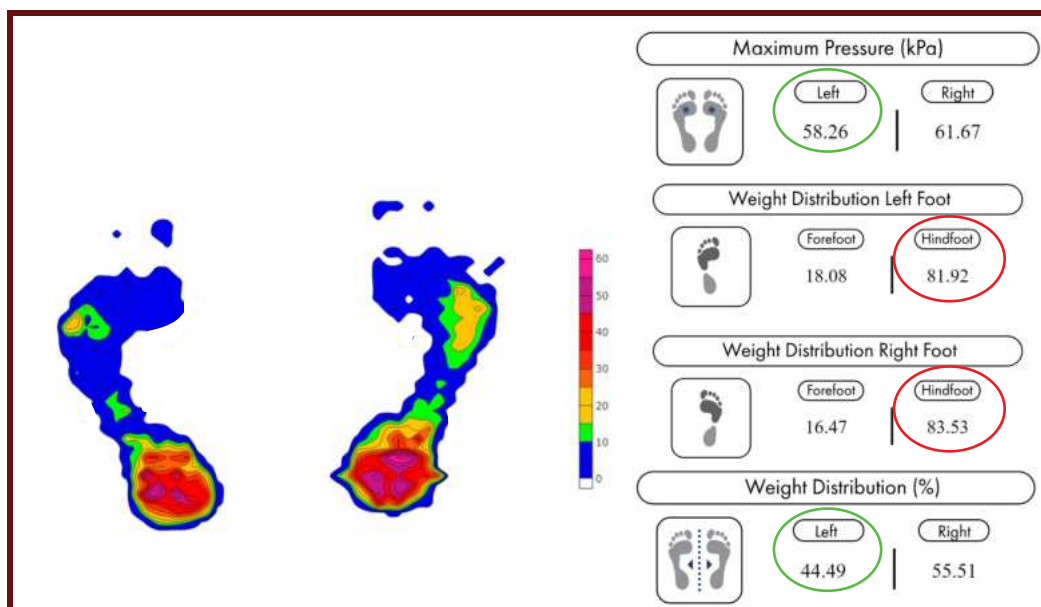 Maximum Pressure (kPa)
Left Right
58.26 61.67
Weight Distribution Left Foot
Forefoot Hindfoot
18.08 81.92
60
50
40
30
20
10
0
Weight Distribution Right Foot
Forefoot Hindfoot
16.47 83.53
Weight Distribution (%)
Left Right
44.49 55.51